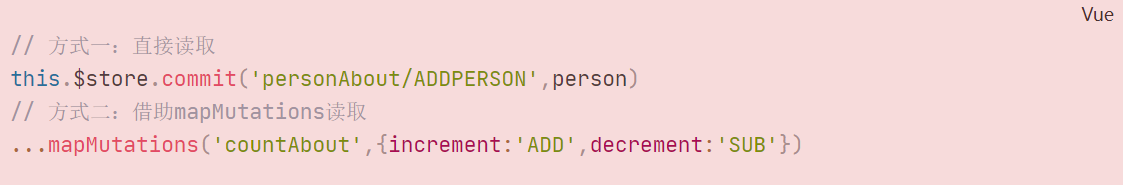 Vue
// 方式一：直接读取
this.$store.commit('personAbout/ADDPERSON',person)
// 方式二：借助mapMutations读取
...mapMutations('countAbout',{increment:'ADD',decrement:'SUB'})